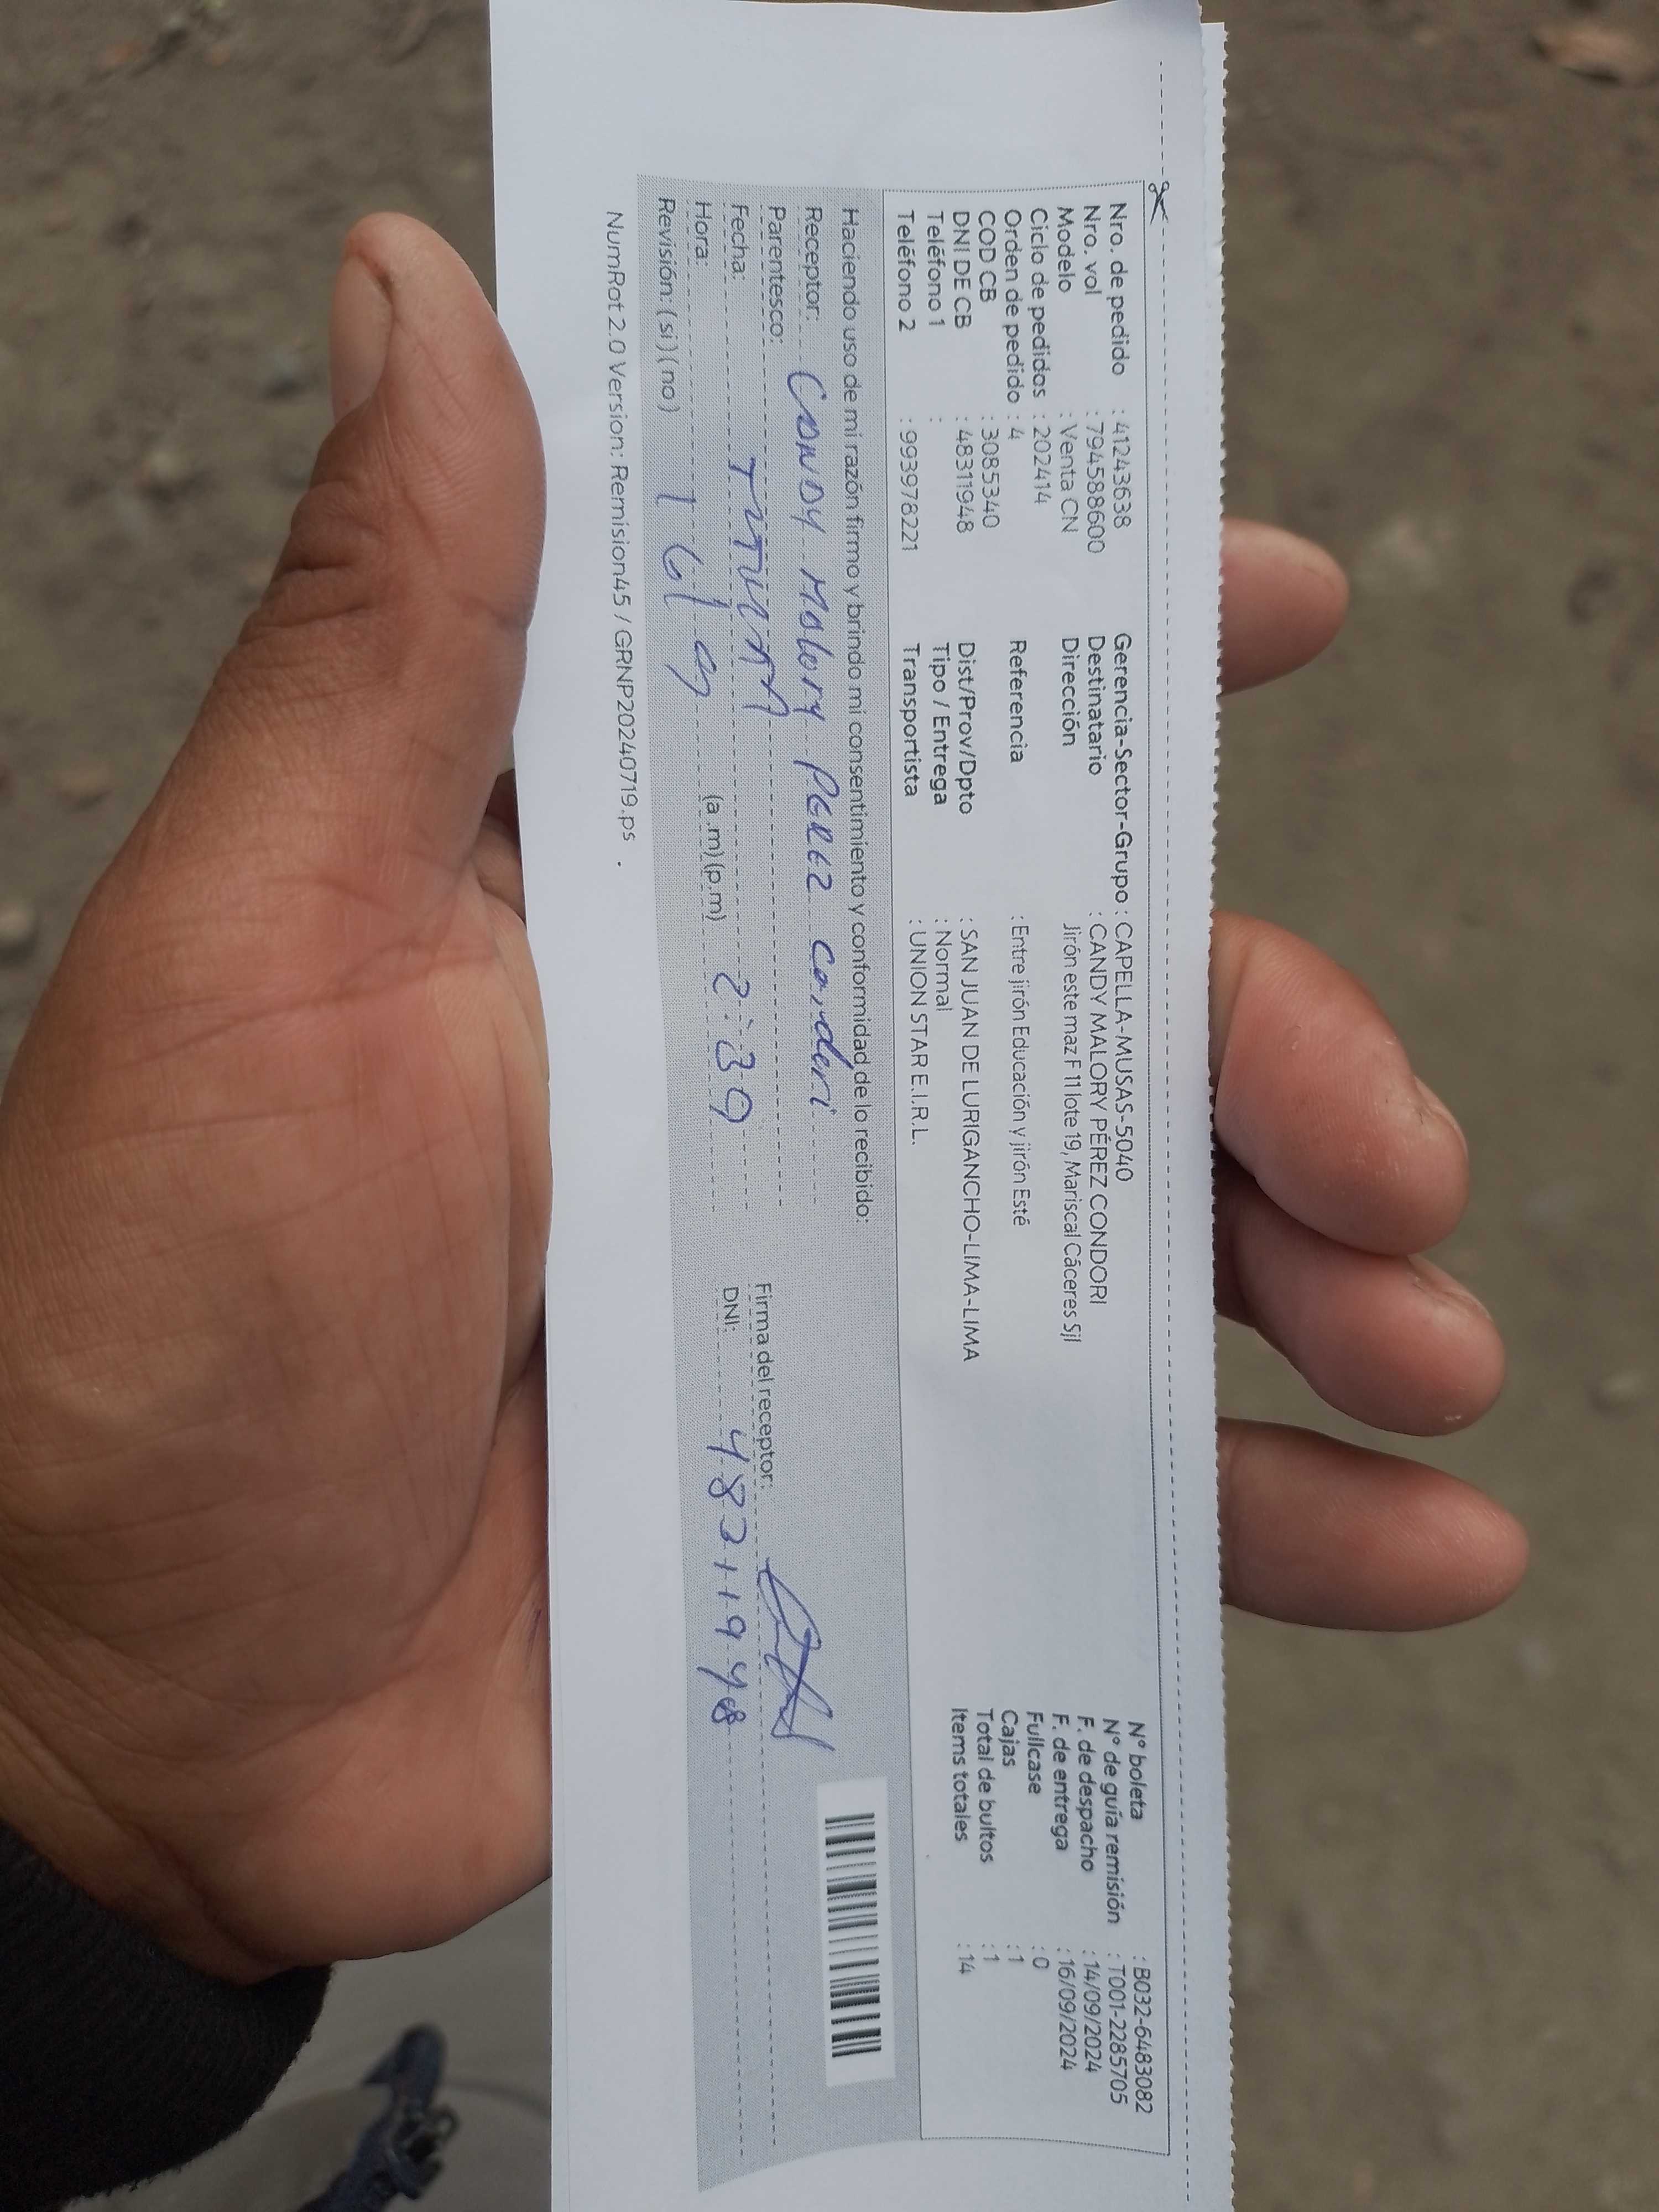 Nro. de pedido : 41243638
Nro. vol : 794588600
Modelo : Venta CN
Ciclo de pedidos : 202414
Orden de pedido : 4
COD CB : 3085340
DNI DE CB : 48311948
Teléfono 1 :
Teléfono 2 : 993978221
Gerencia-Sector-Grupo : CAPELLA-MUSAS-5040
Destinatario : CANDY MALORY PÉREZ CONDORI
Dirección Jirón este maz F 11 lote 19, Mariscal Cáceres Sjl
Referencia : Entre jirón Educación y jirón Esté
Dist/Prov/Dpto : SAN JUAN DE LURIGANCHO-LIMA-LIMA
Tipo / Entrega : Normal
Transportista : UNION STAR E.I.R.L.
N° boleta : B032-6483082
N° de guía remisión : T001-2285705
F. de despacho : 14/09/2024
F. de entrega : 16/09/2024
Fullcase : 0
Cajas : 1
Total de bultos : 1
Items totales : 14
Haciendo uso de mi razón firmo y brindo mi consentimiento y conformidad de lo recibido:
Receptor: CANDY MALORY PEREZ Condori
Parentesco: TITULAR
Fecha: 16/9
Hora: (a.m) (p.m) 2:39
Revisión: (si) (no)
Firma del receptor:
DNI: 48311948
NumRot 2.0 Version: Remision45 / GRNP20240719.ps .